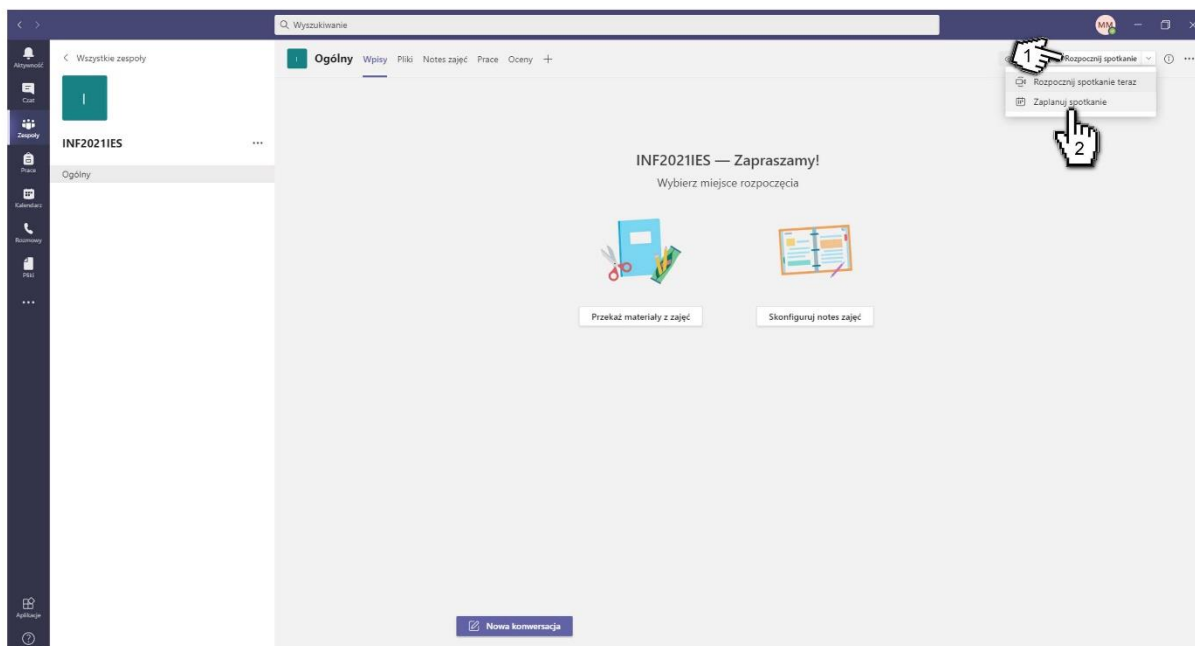 Wyszukiwanie
MM
Aktywność
Czat
Zespoły
Prace
Kalendarz
Rozmowy
Pliki
Aplikacje
Wszystkie zespoły
I
INF2021IES
Ogólny
I Ogólny Wpisy Pliki Notes zajęć Prace Oceny
1 Rozpocznij spotkanie
Rozpocznij spotkanie teraz
Zaplanuj spotkanie
2
INF2021IES — Zapraszamy!
Wybierz miejsce rozpoczęcia
Przekaż materiały z zajęć Skonfiguruj notes zajęć
Nowa konwersacja